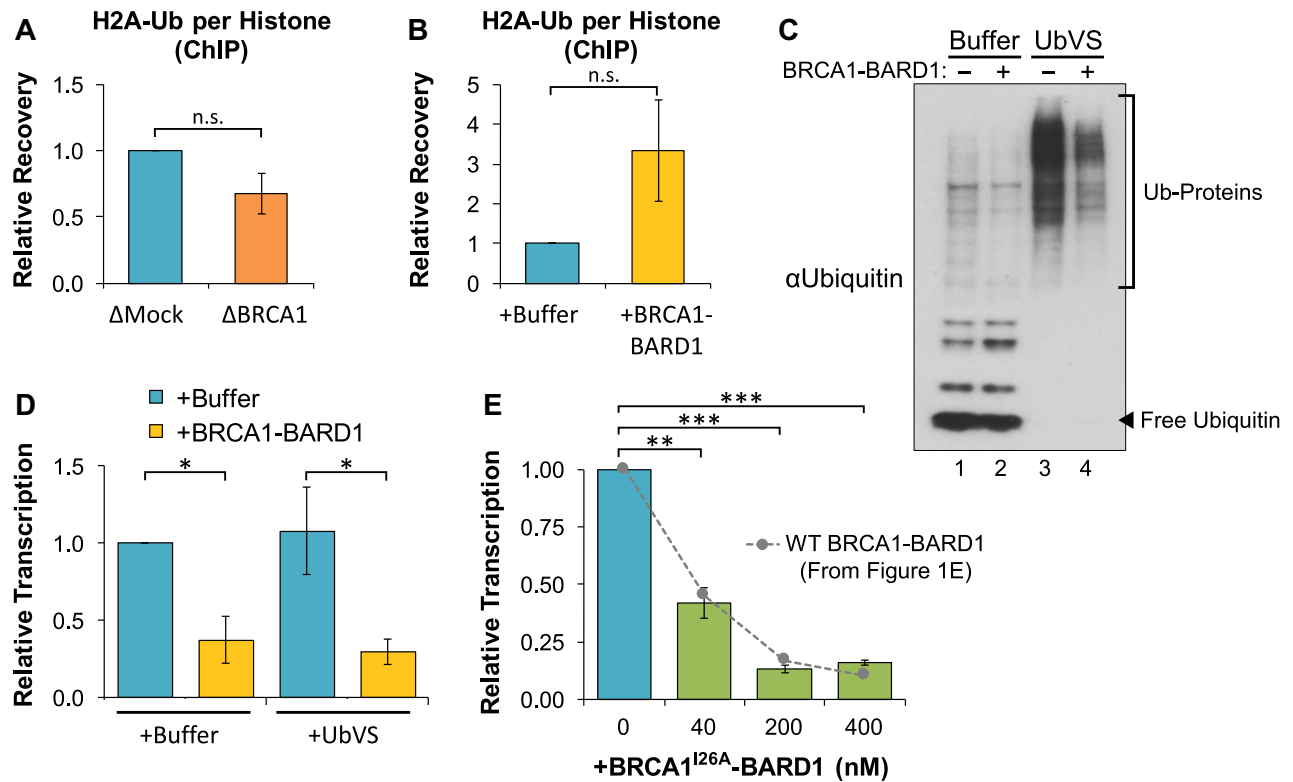 A
H2A-Ub per Histone
(ChIP)
Relative Recovery
1.5
1.0
0.5
0.0
n.s.
ΔMock
ΔBRCA1
B
H2A-Ub per Histone
(ChIP)
Relative Recovery
5
4
3
2
1
0
n.s.
+Buffer
+BRCA1-
BARD1
C
Buffer UbVS
BRCA1-BARD1: – + – +
αUbiquitin
Ub-Proteins
Free Ubiquitin
1 2 3 4
D
+Buffer
+BRCA1-BARD1
Relative Transcription
1.5
1.0
0.5
0.0
*
*
+Buffer
+UbVS
E
***
***
**
Relative Transcription
1.00
0.75
0.50
0.25
0.00
WT BRCA1-BARD1
(From Figure 1E)
0 40 200 400
+BRCA1^I26A-BARD1 (nM)